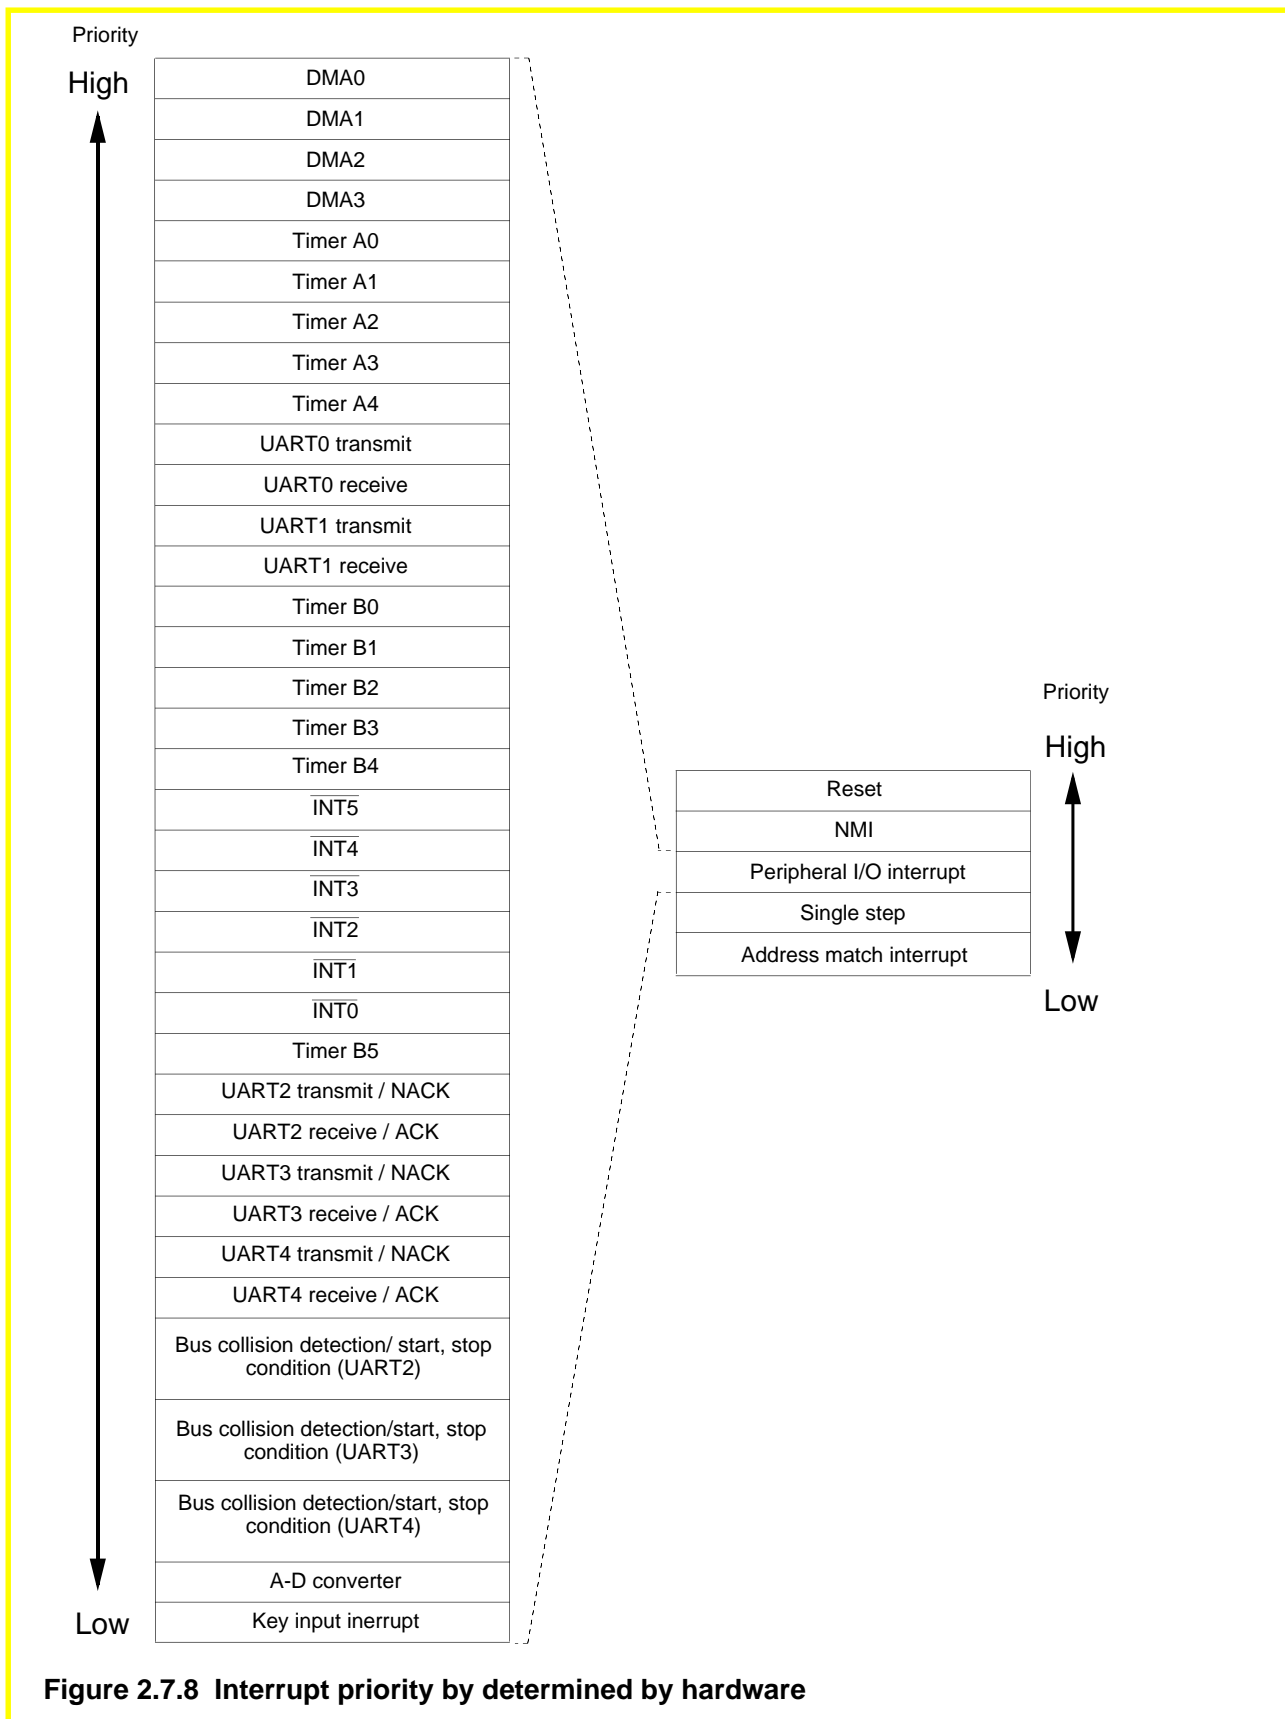 Priority
High
DMA0
DMA1
DMA2
DMA3
Timer A0
Timer A1
Timer A2
Timer A3
Timer A4
UART0 transmit
UART0 receive
UART1 transmit
UART1 receive
Timer B0
Timer B1
Timer B2
Timer B3
Timer B4
INT5
INT4
INT3
INT2
INT1
INT0
Timer B5
UART2 transmit / NACK
UART2 receive / ACK
UART3 transmit / NACK
UART3 receive / ACK
UART4 transmit / NACK
UART4 receive / ACK
Bus collision detection/ start, stop
condition (UART2)
Bus collision detection/start, stop
condition (UART3)
Bus collision detection/start, stop
condition (UART4)
A-D converter
Key input inerrupt
Low
Priority
High
Reset
NMI
Peripheral I/O interrupt
Single step
Address match interrupt
Low
Figure 2.7.8  Interrupt priority by determined by hardware